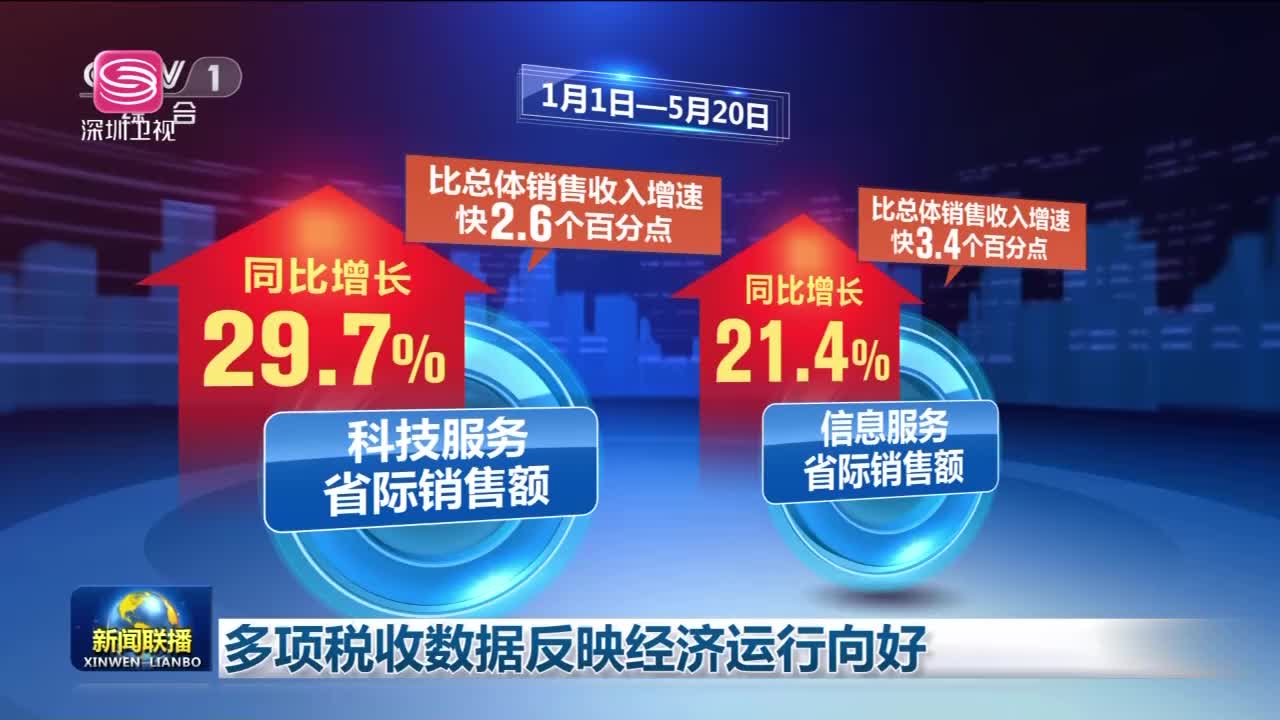 1
合
深圳卫视
1月1日—5月20日
比总体销售收入增速
快2.6个百分点
同比增长
29.7%
科技服务
省际销售额
比总体销售收入增速
快3.4个百分点
同比增长
21.4%
信息服务
省际销售额
新闻联播
XINWEN LIANBO
多项税收数据反映经济运行向好